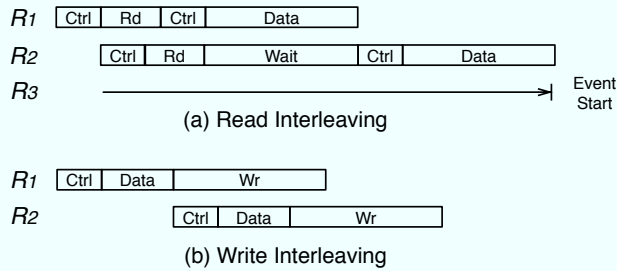 R1 Ctrl Rd Ctrl Data
R2 Ctrl Rd Wait Ctrl Data
R3 Event Start
(a) Read Interleaving
R1 Ctrl Data Wr
R2 Ctrl Data Wr
(b) Write Interleaving